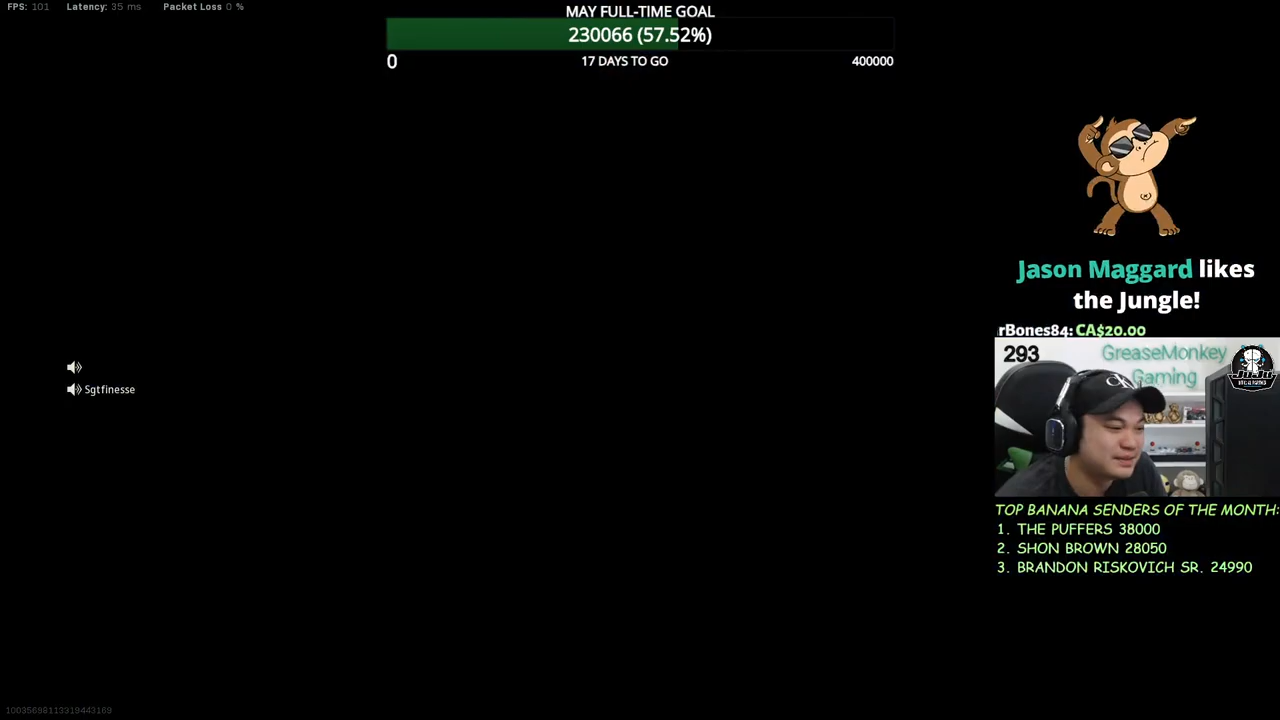 FPS: 101 Latency: 35 ms Packet Loss 0 %
MAY FULL-TIME GOAL
230066 (57.52%)
0 17 DAYS TO GO 400000
Jason Maggard likes
the Jungle!
rBones84: CA$20.00
293 GreaseMonkey
Gaming
Sgtfinesse
TOP BANANA SENDERS OF THE MONTH:
1. THE PUFFERS 38000
2. SHON BROWN 28050
3. BRANDON RISKOVICH SR. 24990